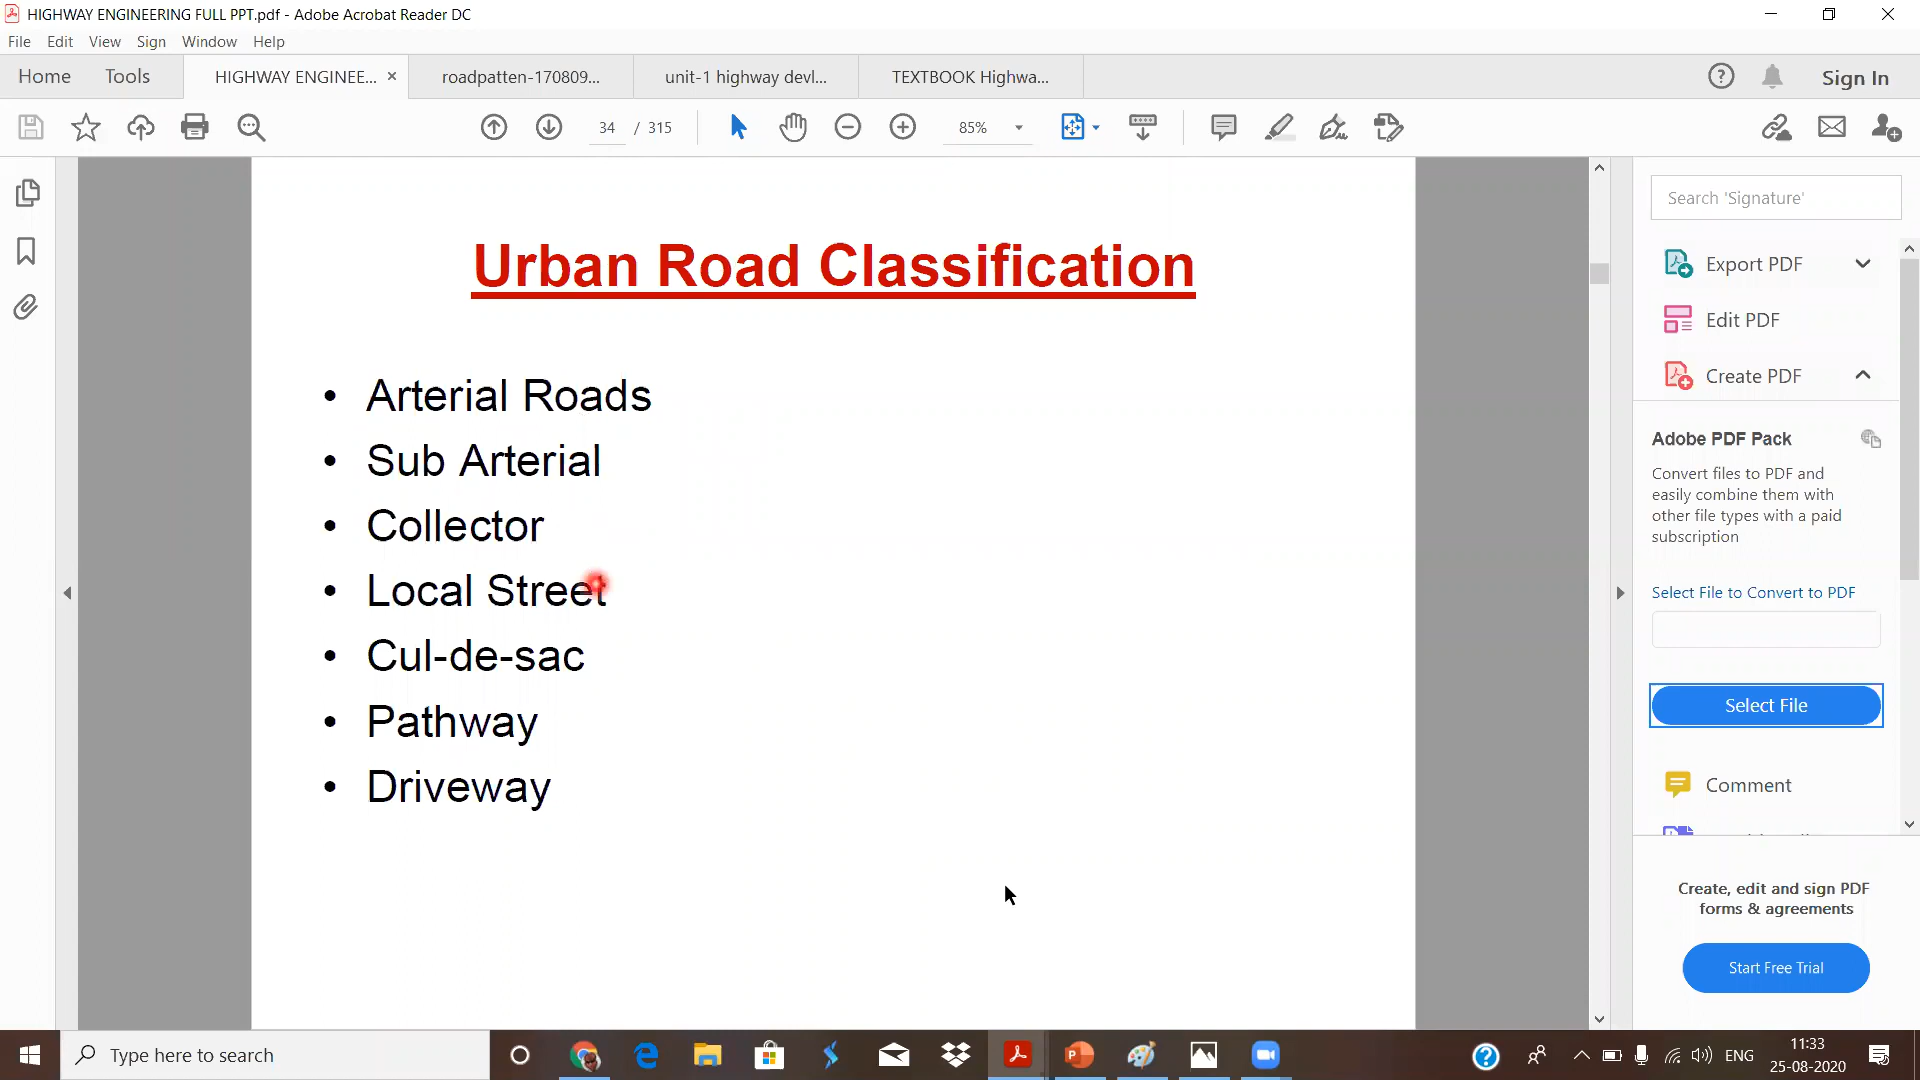 HIGHWAY ENGINEERING FULL PPT.pdf - Adobe Acrobat Reader DC
File Edit View Sign Window Help
Home Tools HIGHWAY ENGINEE... × roadpatten-170809... unit-1 highway devl... TEXTBOOK Highwa... Sign In
34 / 315 85%
Search 'Signature'
Export PDF
Edit PDF
Create PDF
Adobe PDF Pack
Convert files to PDF and
easily combine them with
other file types with a paid
subscription
Select File to Convert to PDF
Select File
Comment
Create, edit and sign PDF
forms & agreements
Start Free Trial
Urban Road Classification
• Arterial Roads
• Sub Arterial
• Collector
• Local Street
• Cul-de-sac
• Pathway
• Driveway
Type here to search
ENG
11:33
25-08-2020